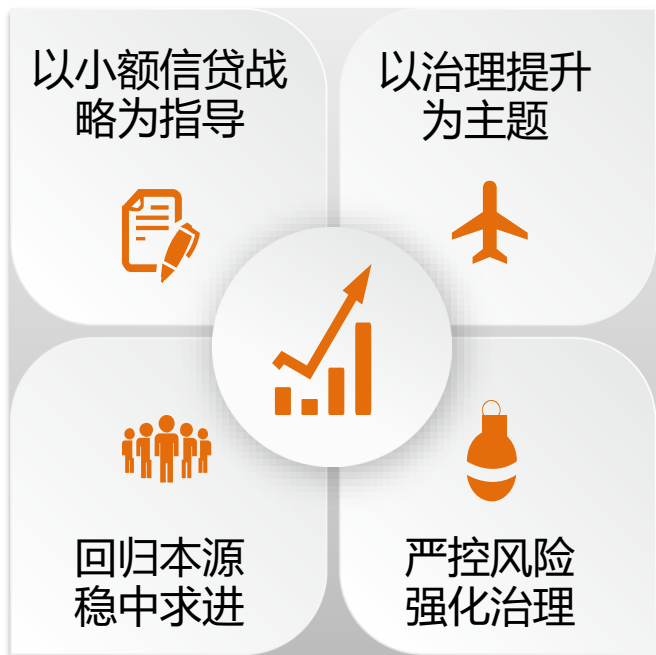 以小额信贷战
略为指导
以治理提升
为主题
回归本源
稳中求进
严控风险
强化治理